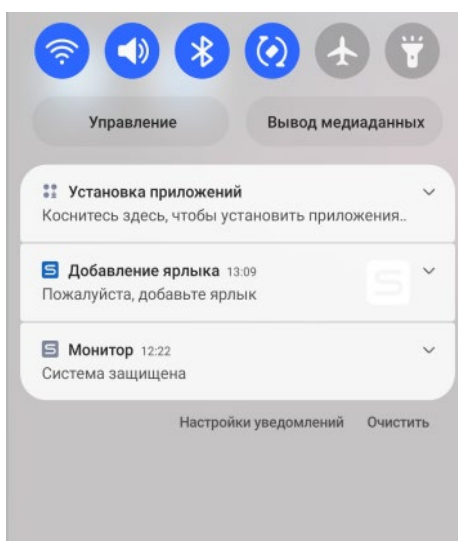 Управление
Вывод медиаданных
Установка приложений
Коснитесь здесь, чтобы установить приложения..
Добавление ярлыка 13:09
Пожалуйста, добавьте ярлык
Монитор 12:22
Система защищена
Настройки уведомлений Очистить